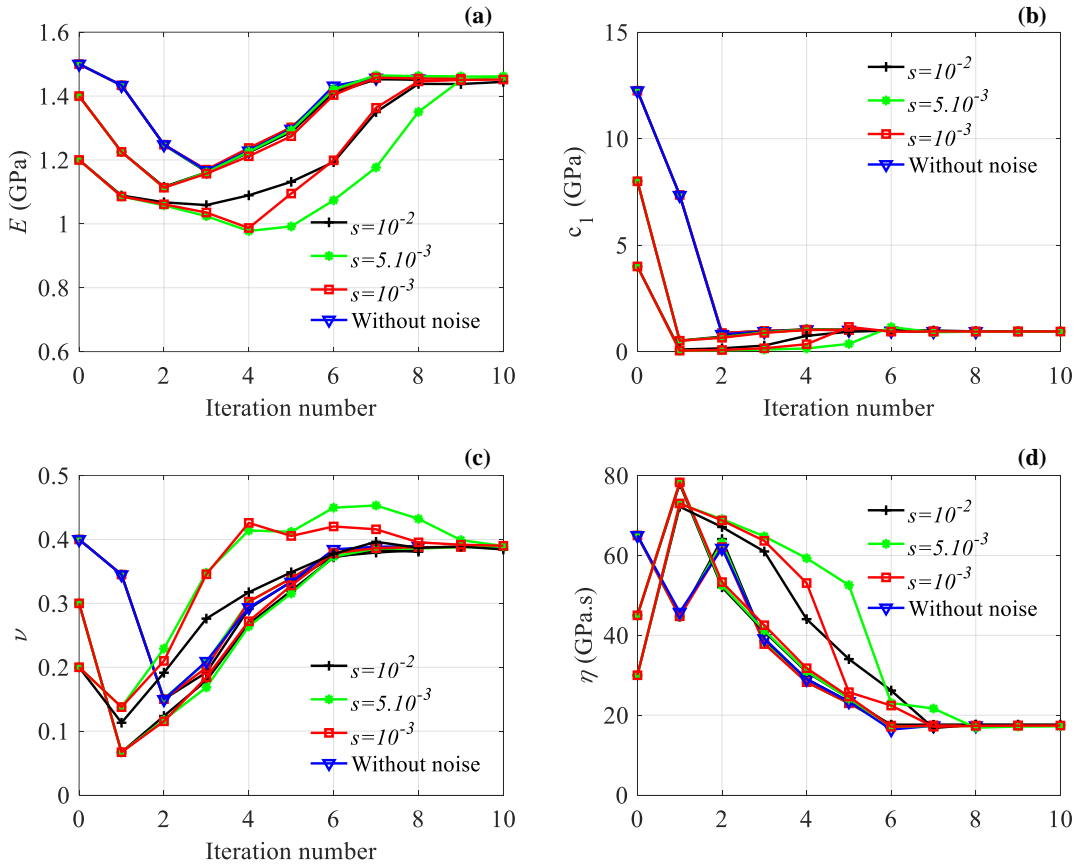 (a)
1.6
1.4
1.2
1
0.8
0.6
E (GPa)
s=10⁻²
s=5.10⁻³
s=10⁻³
Without noise
0 2 4 6 8 10
Iteration number
(b)
15
10
5
0
c₁ (GPa)
s=10⁻²
s=5.10⁻³
s=10⁻³
Without noise
0 2 4 6 8 10
Iteration number
(c)
0.5
0.4
0.3
0.2
0.1
0
ν
s=10⁻²
s=5.10⁻³
s=10⁻³
Without noise
0 2 4 6 8 10
Iteration number
(d)
80
60
40
20
0
η (GPa.s)
s=10⁻²
s=5.10⁻³
s=10⁻³
Without noise
0 2 4 6 8 10
Iteration number